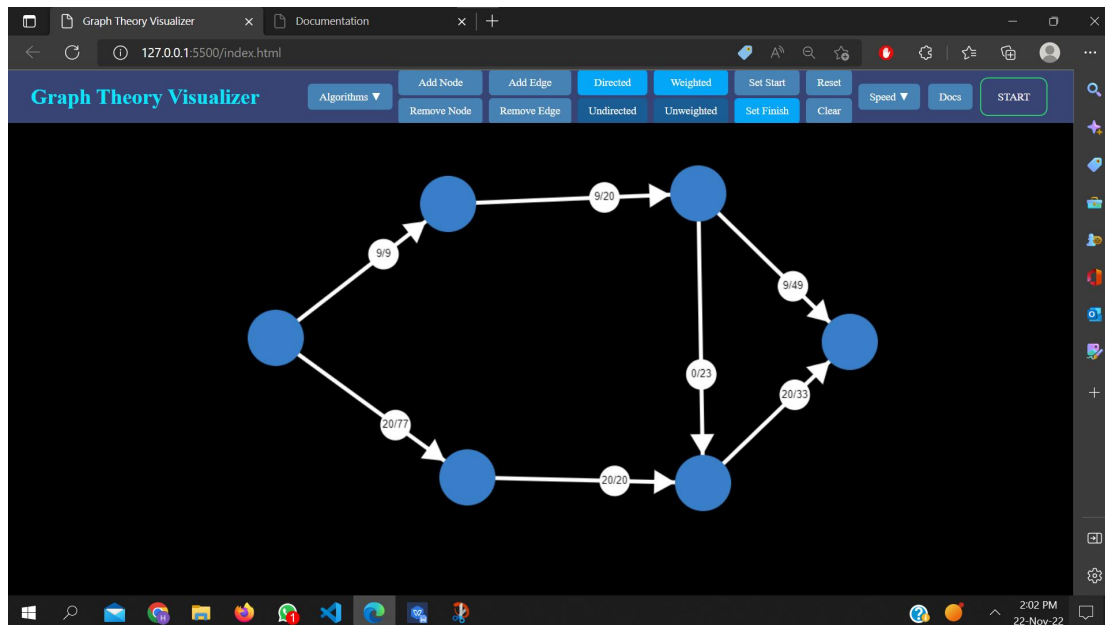 Graph Theory Visualizer
Documentation
127.0.0.1:5500/index.html
Graph Theory Visualizer
Algorithms ▼
Add Node
Add Edge
Directed
Weighted
Set Start
Reset
Remove Node
Remove Edge
Undirected
Unweighted
Set Finish
Clear
Speed ▼
Docs
START
9/20
9/9
9/49
0/23
20/33
20/77
20/20
2:02 PM
22-Nov-22